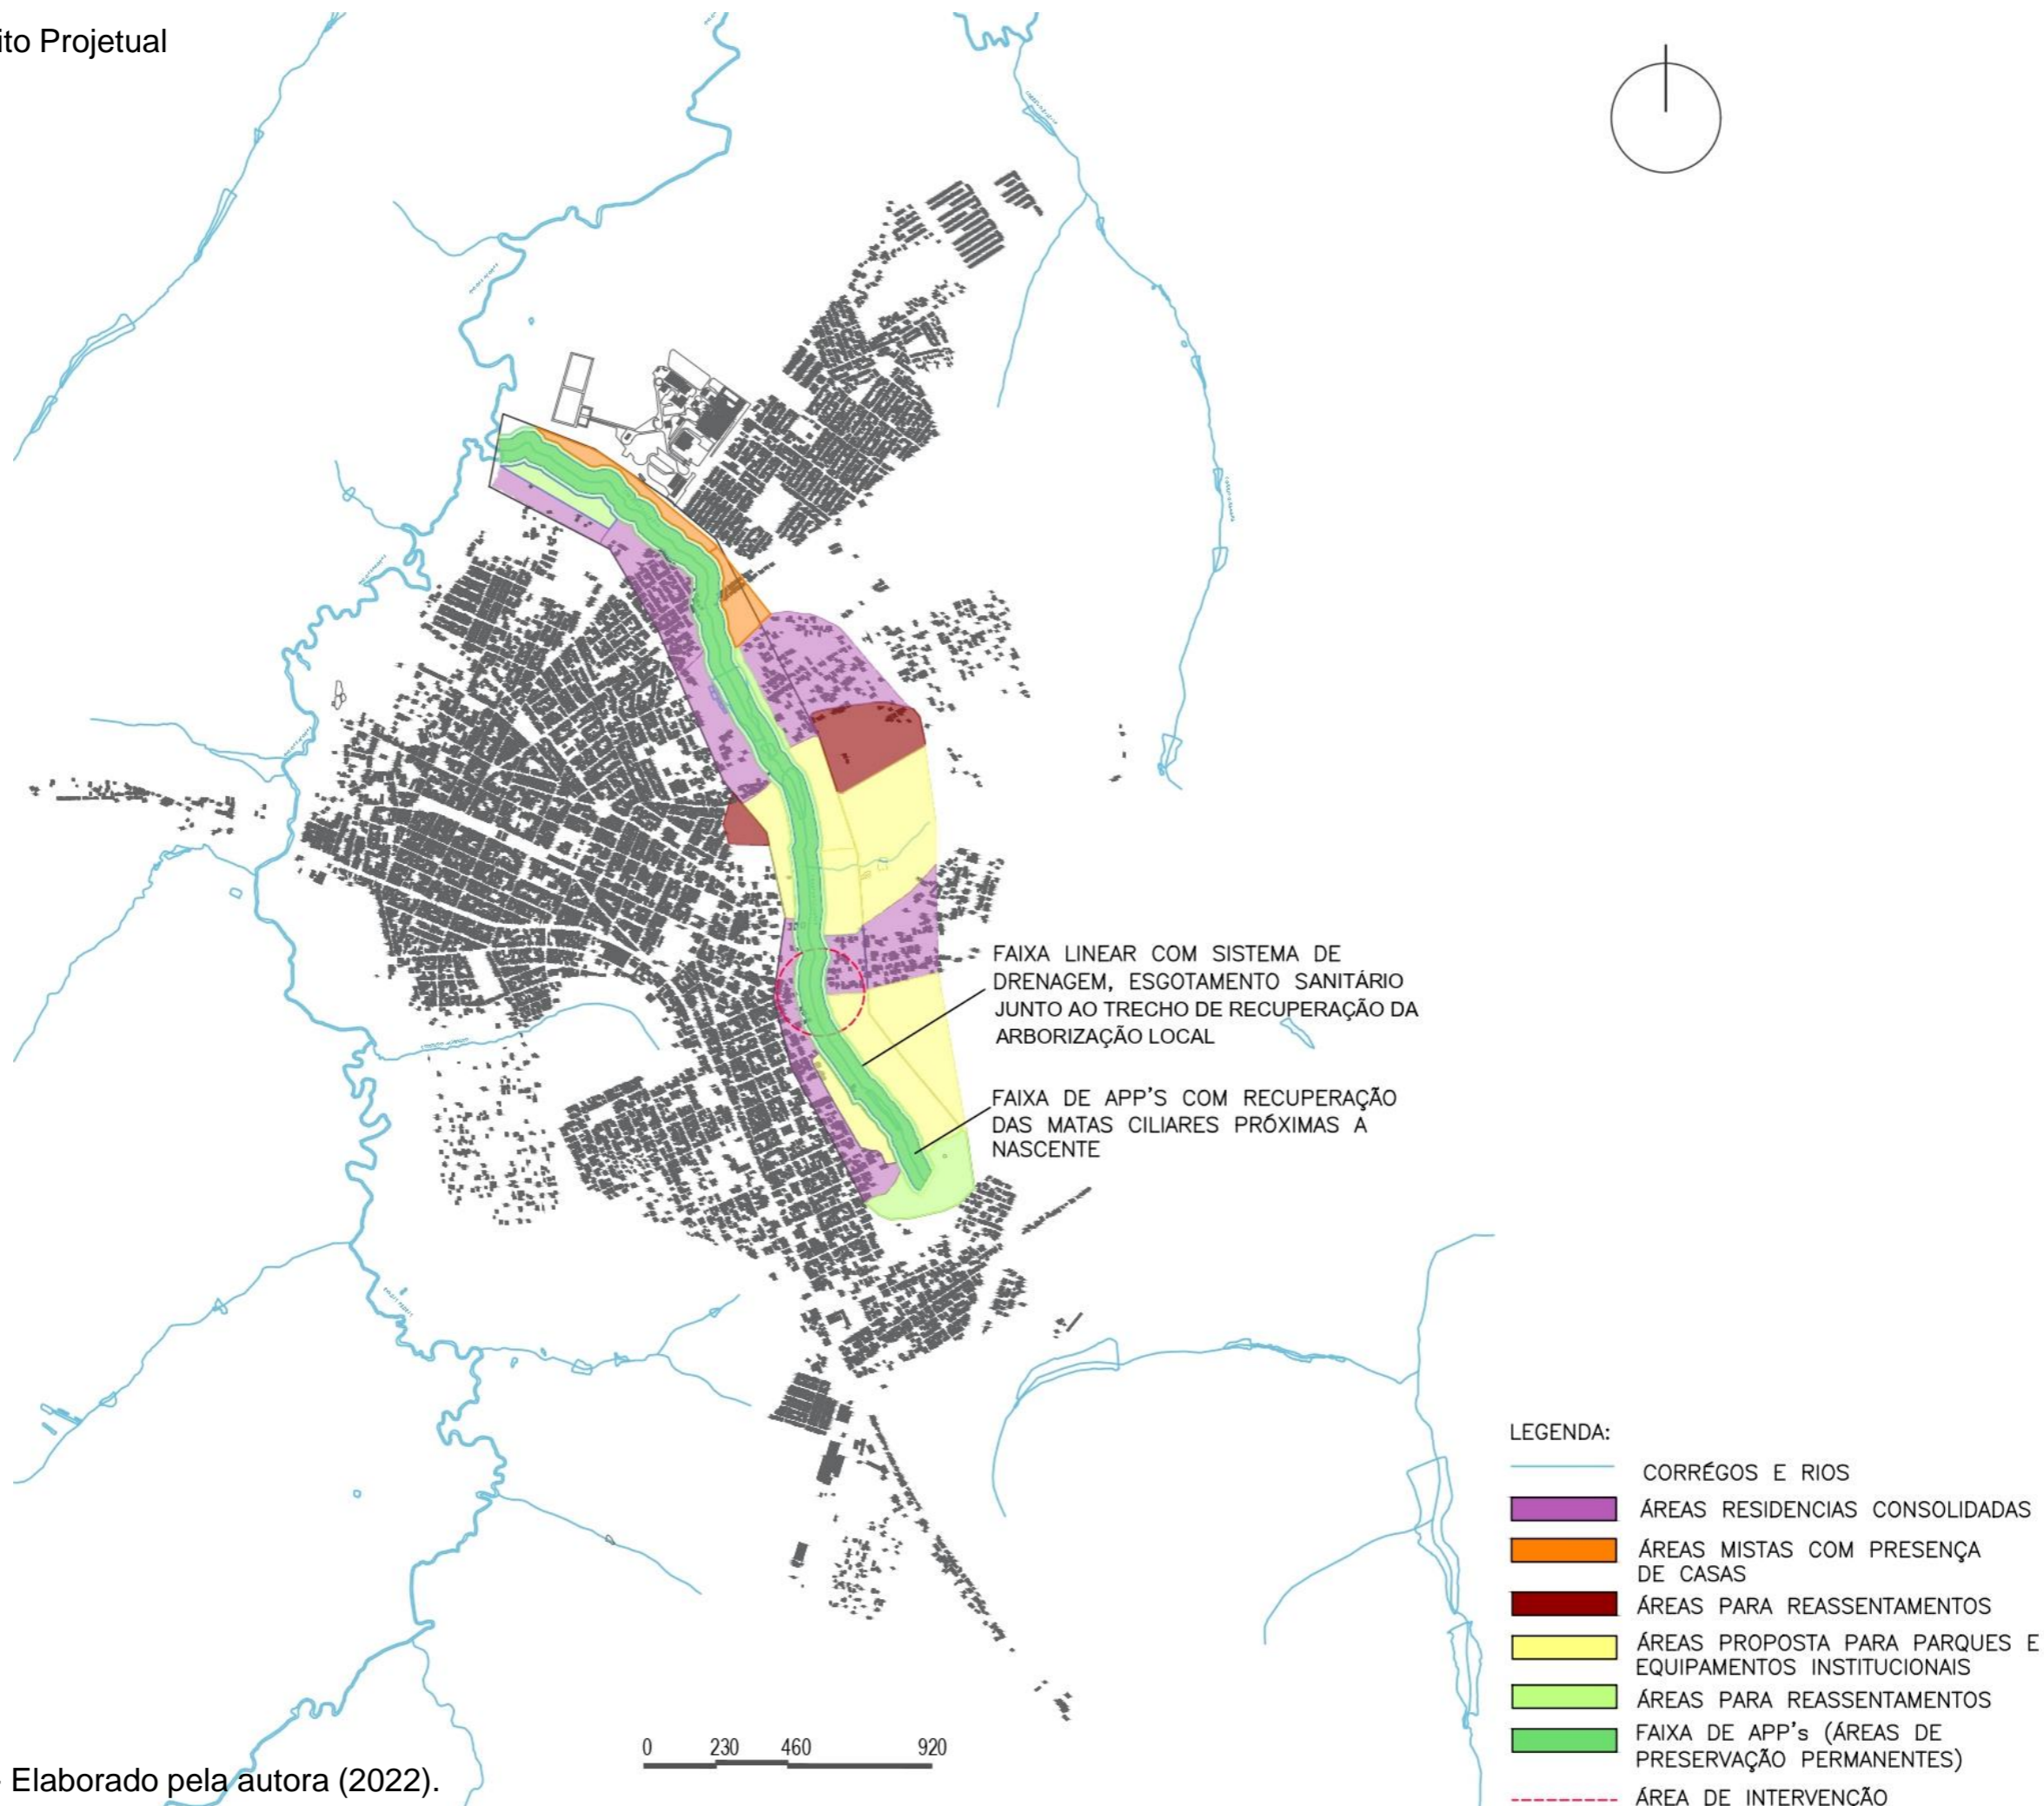 ito Projetual
FAIXA LINEAR COM SISTEMA DE
DRENAGEM, ESGOTAMENTO SANITÁRIO
JUNTO AO TRECHO DE RECUPERAÇÃO DA
ARBORIZAÇÃO LOCAL
FAIXA DE APP'S COM RECUPERAÇÃO
DAS MATAS CILIARES PRÓXIMAS A
NASCENTE
LEGENDA:
CORRÉGOS E RIOS
ÁREAS RESIDENCIAS CONSOLIDADAS
ÁREAS MISTAS COM PRESENÇA
DE CASAS
ÁREAS PARA REASSENTAMENTOS
ÁREAS PROPOSTA PARA PARQUES E
EQUIPAMENTOS INSTITUCIONAIS
ÁREAS PARA REASSENTAMENTOS
FAIXA DE APP's (ÁREAS DE
PRESERVAÇÃO PERMANENTES)
ÁREA DE INTERVENÇÃO
0 230 460 920
- Elaborado pela autora (2022).